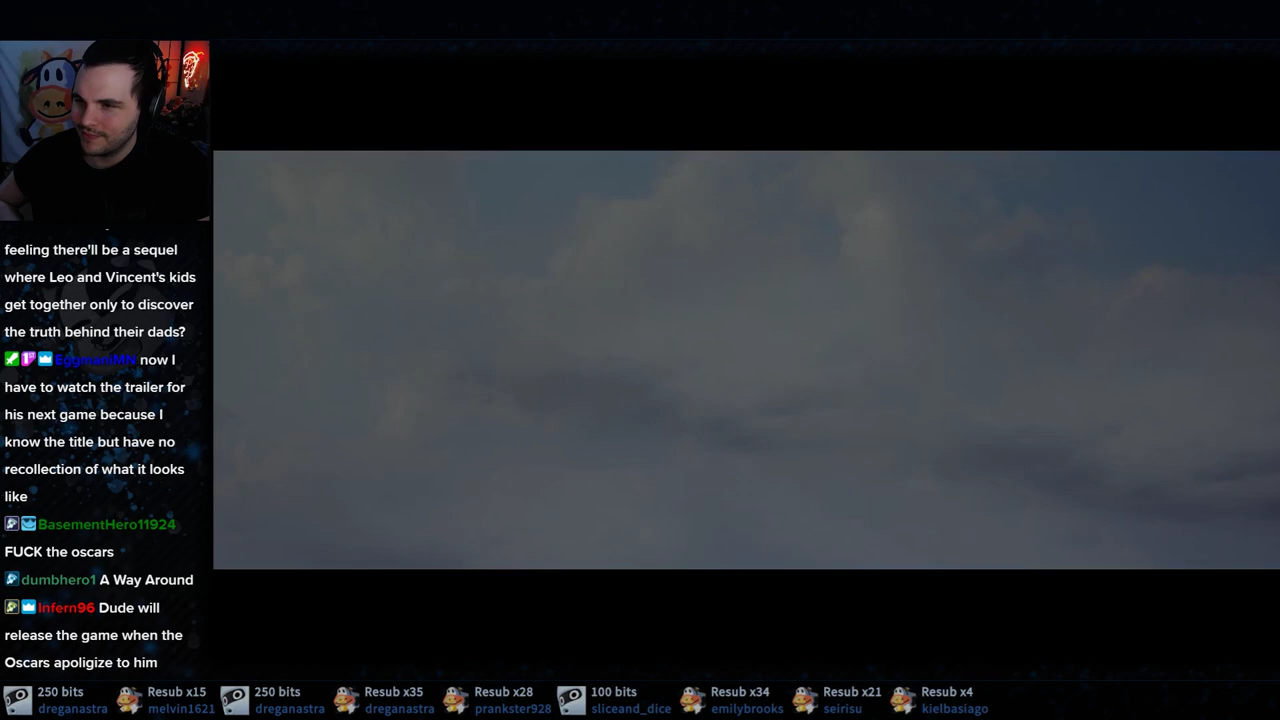 feeling there'll be a sequel
where Leo and Vincent's kids
get together only to discover
the truth behind their dads?
EggmaniMN now I
have to watch the trailer for
his next game because I
know the title but have no
recollection of what it looks
like
BasementHero11924
FUCK the oscars
dumbhero1 A Way Around
Infern96 Dude will
release the game when the
Oscars apoligize to him
250 bits
dreganastra
Resub x15
melvin1621
250 bits
dreganastra
Resub x35
dreganastra
Resub x28
prankster928
100 bits
sliceand_dice
Resub x34
emilybrooks
Resub x21
seirisu
Resub x4
kielbasiago